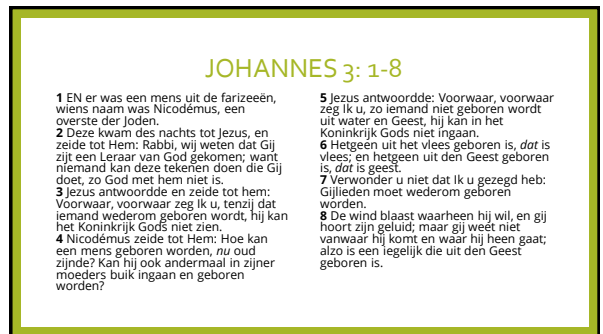 JOHANNES 3: 1-8
1 EN er was een mens uit de farizeeën,
wiens naam was Nicodémus, een
overste der Joden.
2 Deze kwam des nachts tot Jezus, en
zeide tot Hem: Rabbi, wij weten dat Gij
zijt een Leraar van God gekomen; want
niemand kan deze tekenen doen die Gij
doet, zo God met hem niet is.
3 Jezus antwoordde en zeide tot hem:
Voorwaar, voorwaar zeg Ik u, tenzij dat
iemand wederom geboren wordt, hij kan
het Koninkrijk Gods niet zien.
4 Nicodémus zeide tot Hem: Hoe kan
een mens geboren worden, nu oud
zijnde? Kan hij ook andermaal in zijner
moeders buik ingaan en geboren
worden?
5 Jezus antwoordde: Voorwaar, voorwaar
zeg Ik u, zo iemand niet geboren wordt
uit water en Geest, hij kan in het
Koninkrijk Gods niet ingaan.
6 Hetgeen uit het vlees geboren is, dat is
vlees; en hetgeen uit den Geest geboren
is, dat is geest.
7 Verwonder u niet dat Ik u gezegd heb:
Gijlieden moet wederom geboren
worden.
8 De wind blaast waarheen hij wil, en gij
hoort zijn geluid; maar gij weet niet
vanwaar hij komt en waar hij heen gaat;
alzo is een iegelijk die uit den Geest
geboren is.